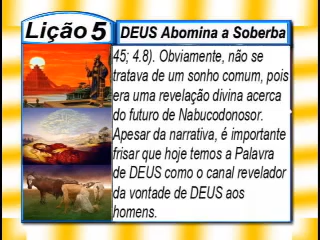 Lição 5
DEUS Abomina a Soberba
45; 4.8). Obviamente, não se
tratava de um sonho comum, pois
era uma revelação divina acerca
do futuro de Nabucodonosor.
Apesar da narrativa, é importante
frisar que hoje temos a Palavra
de DEUS como o canal revelador
da vontade de DEUS aos
homens.